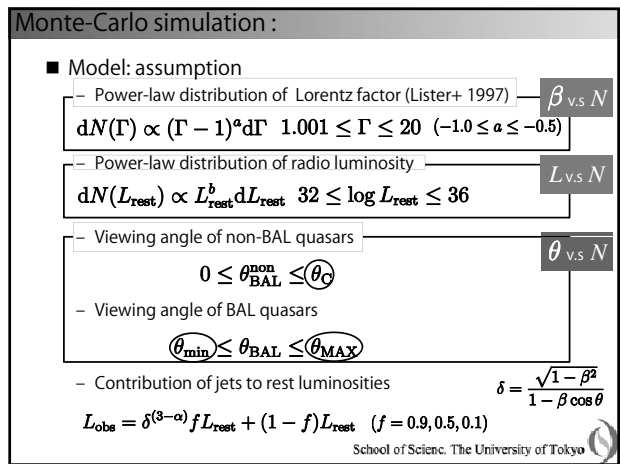 Monte-Carlo simulation :
■ Model: assumption
– Power-law distribution of Lorentz factor (Lister+ 1997)
β v.s N
dN(Γ) ∝ (Γ − 1)^a dΓ 1.001 ≤ Γ ≤ 20 (−1.0 ≤ a ≤ −0.5)
– Power-law distribution of radio luminosity
L v.s N
dN(L_rest) ∝ L^b_rest dL_rest 32 ≤ log L_rest ≤ 36
– Viewing angle of non-BAL quasars
θ v.s N
0 ≤ θ^non_BAL ≤ θ_C
– Viewing angle of BAL quasars
θ_min ≤ θ_BAL ≤ θ_MAX
– Contribution of jets to rest luminosities
δ = √(1 − β²) / (1 − β cos θ)
L_obs = δ^(3−α) f L_rest + (1 − f) L_rest (f = 0.9, 0.5, 0.1)
School of Scienc. The University of Tokyo